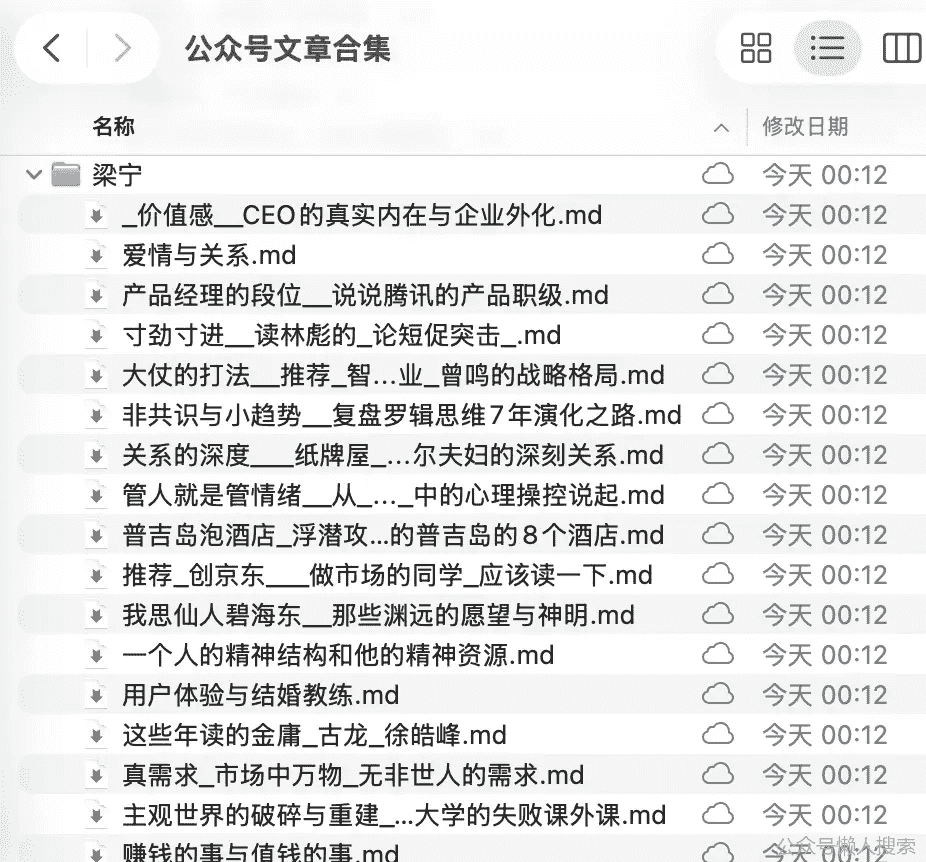 公众号文章合集
名称 修改日期
梁宁 今天 00:12
_价值感__CEO的真实内在与企业外化.md 今天 00:12
爱情与关系.md 今天 00:12
产品经理的段位__说说腾讯的产品职级.md 今天 00:12
寸劲寸进__读林彪的_论短促突击_.md 今天 00:12
大仗的打法__推荐_智…业_曾鸣的战略格局.md 今天 00:12
非共识与小趋势__复盘罗辑思维7年演化之路.md 今天 00:12
关系的深度___纸牌屋_…尔夫妇的深刻关系.md 今天 00:12
管人就是管情绪__从_…_中的心理操控说起.md 今天 00:12
普吉岛泡酒店_浮潜攻…的普吉岛的8个酒店.md 今天 00:12
推荐_创京东___做市场的同学_应该读一下.md 今天 00:12
我思仙人碧海东__那些渊远的愿望与神明.md 今天 00:12
一个人的精神结构和他的精神资源.md 今天 00:12
用户体验与结婚教练.md 今天 00:12
这些年读的金庸_古龙_徐皓峰.md 今天 00:12
真需求_市场中万物_无非世人的需求.md 今天 00:12
主观世界的破碎与重建_…大学的失败课外课.md 今天 00:12
赚钱的事与值钱的事.md 今天 00:12
公众号懒人搜索